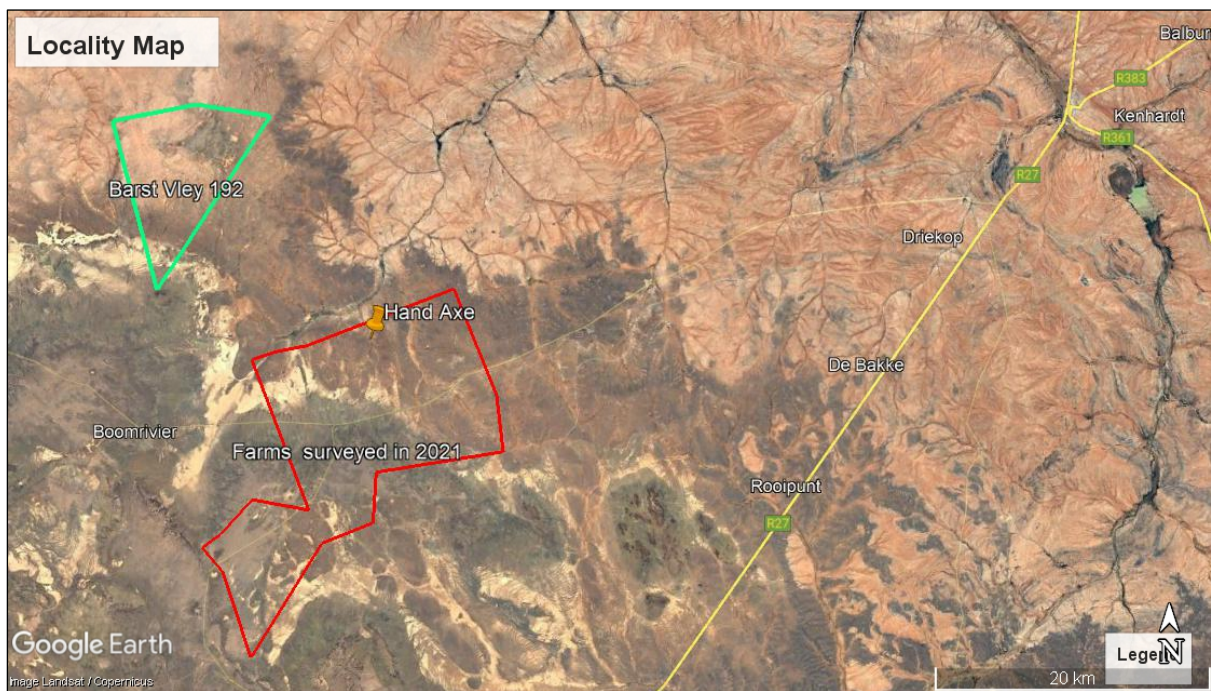 Locality Map
Balbur
R383
Kenhardt
R361
R27
Barst Vley 192
Driekop
Hand Axe
De Bakke
Boomrivier
Farms surveyed in 2021
Rooipunt
R27
Google Earth
Image Landsat / Copernicus
Legend
N
20 km